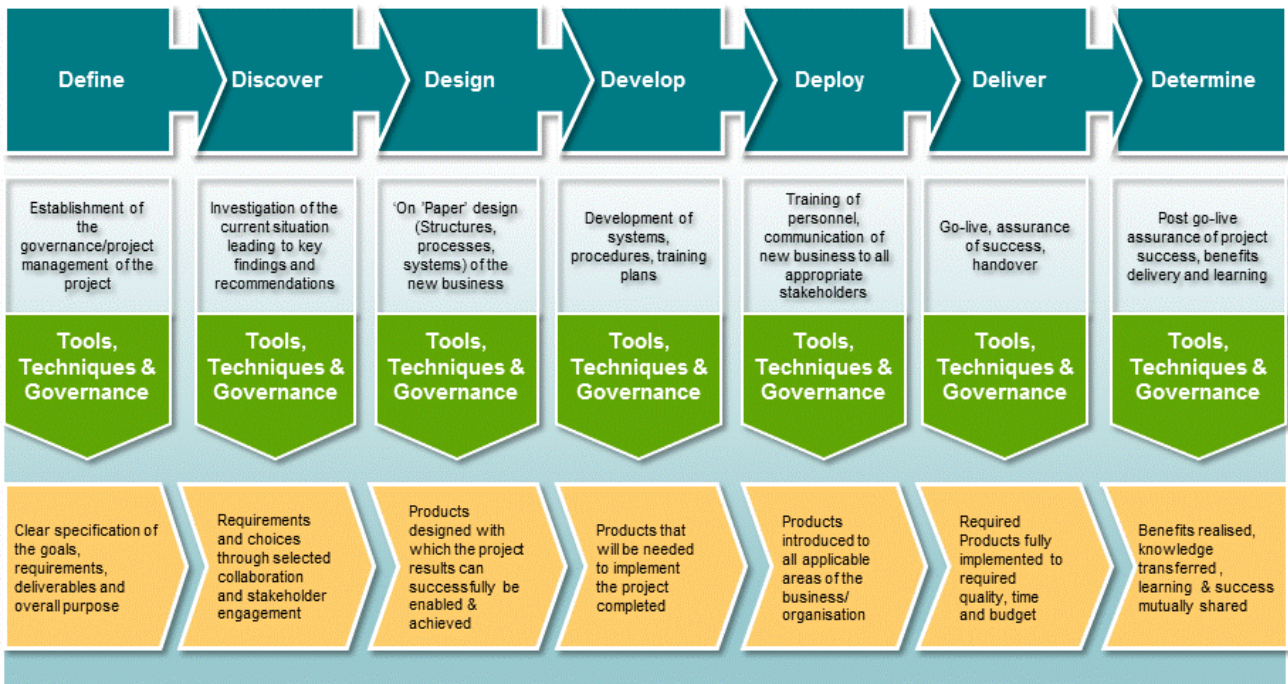 Define
Discover
Design
Develop
Deploy
Deliver
Determine
Establishment of
the
governance/project
management of the
project
Investigation of the
current situation
leading to key
findings and
recommendations
'On 'Paper' design
(Structures,
processes,
systems) of the
new business
Development of
systems,
procedures, training
plans
Training of
personnel,
communication of
new business to all
appropriate
stakeholders
Go-live, assurance
of success,
handover
Post go-live
assurance of project
success, benefits
delivery and learning
Tools,
Techniques &
Governance
Tools,
Techniques &
Governance
Tools,
Techniques &
Governance
Tools,
Techniques &
Governance
Tools,
Techniques &
Governance
Tools,
Techniques &
Governance
Tools,
Techniques &
Governance
Clear specification of
the goals,
requirements,
deliverables and
overall purpose
Requirements
and choices
through selected
collaboration
and stakeholder
engagement
Products
designed with
which the project
results can
successfully be
enabled &
achieved
Products that
will be needed
to implement
the project
completed
Products
introduced to
all applicable
areas of the
business/
organisation
Required
Products fully
implemented to
required
quality, time
and budget
Benefits realised,
knowledge
transferred ,
learning & success
mutually shared